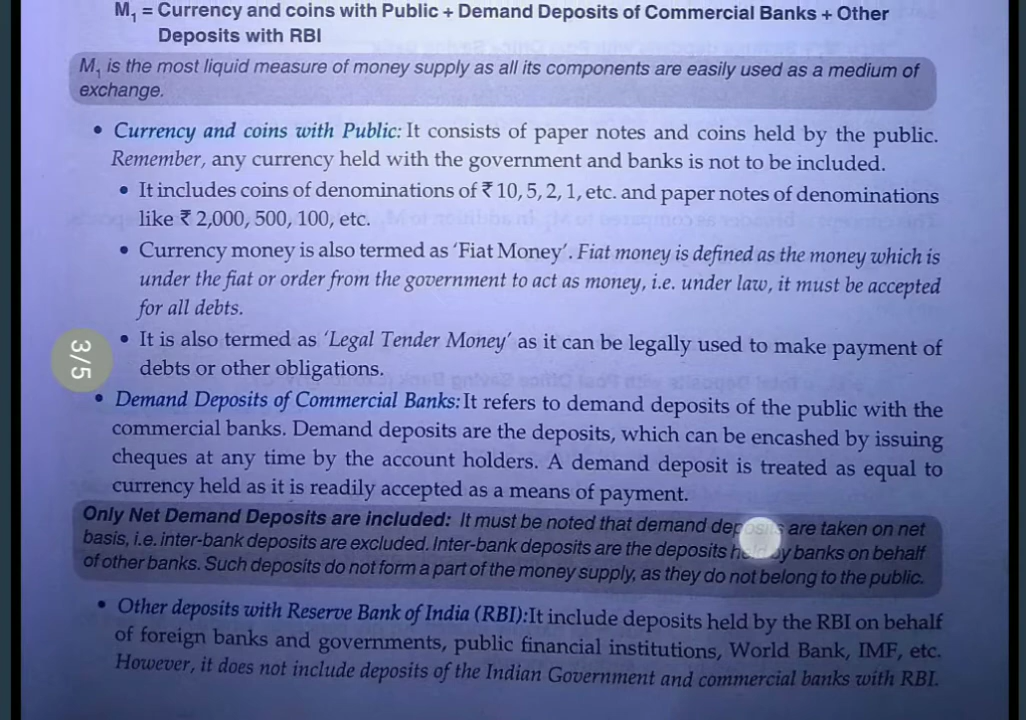 M₁ = Currency and coins with Public + Demand Deposits of Commercial Banks + Other
Deposits with RBI
M₁ is the most liquid measure of money supply as all its components are easily used as a medium of
exchange.
• Currency and coins with Public: It consists of paper notes and coins held by the public.
Remember, any currency held with the government and banks is not to be included.
• It includes coins of denominations of ₹ 10, 5, 2, 1, etc. and paper notes of denominations
like ₹ 2,000, 500, 100, etc.
• Currency money is also termed as ‘Fiat Money’. Fiat money is defined as the money which is
under the fiat or order from the government to act as money, i.e. under law, it must be accepted
for all debts.
3/5
• It is also termed as ‘Legal Tender Money’ as it can be legally used to make payment of
debts or other obligations.
• Demand Deposits of Commercial Banks: It refers to demand deposits of the public with the
commercial banks. Demand deposits are the deposits, which can be encashed by issuing
cheques at any time by the account holders. A demand deposit is treated as equal to
currency held as it is readily accepted as a means of payment.
Only Net Demand Deposits are included: It must be noted that demand deposits are taken on net
basis, i.e. inter-bank deposits are excluded. Inter-bank deposits are the deposits held by banks on behalf
of other banks. Such deposits do not form a part of the money supply, as they do not belong to the public.
• Other deposits with Reserve Bank of India (RBI): It include deposits held by the RBI on behalf
of foreign banks and governments, public financial institutions, World Bank, IMF, etc.
However, it does not include deposits of the Indian Government and commercial banks with RBI.